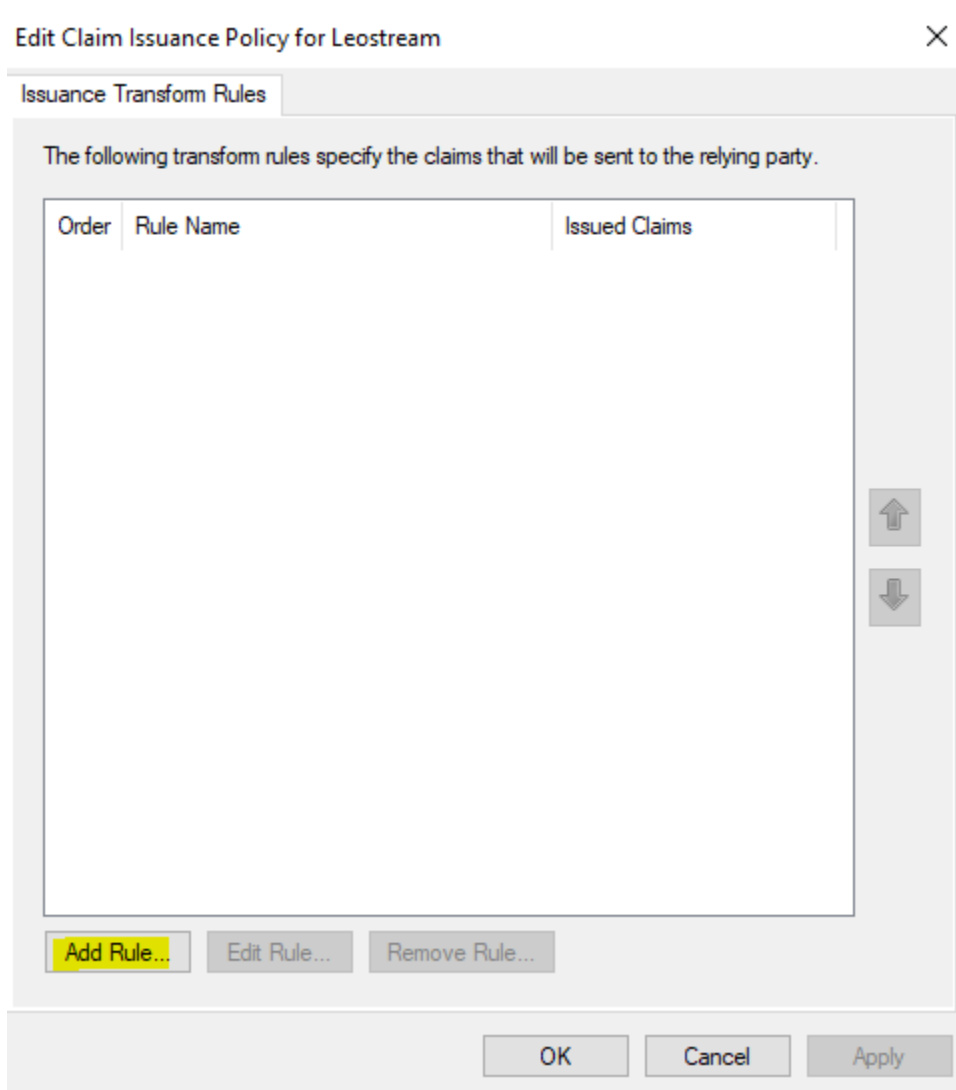 Edit Claim Issuance Policy for Leostream
Issuance Transform Rules
The following transform rules specify the claims that will be sent to the relying party.
Order Rule Name Issued Claims
Add Rule... Edit Rule... Remove Rule...
OK Cancel Apply